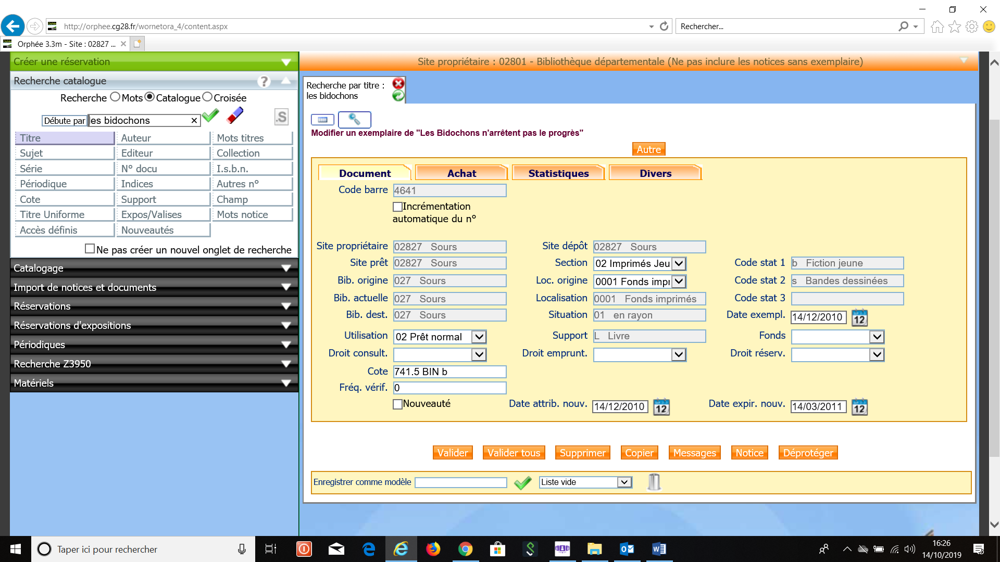 http://orphee.cg28.fr/wornetora_4/content.aspx
Rechercher...
Orphée 3.3m - Site : 02827 ...
Créer une réservation
Site propriétaire : 02801 - Bibliothèque départementale (Ne pas inclure les notices sans exemplaire)
Recherche catalogue
?
Recherche Mots Catalogue Croisée
Débute par les bidochons
.S
Titre Auteur Mots titres
Sujet Editeur Collection
Série N° docu I.s.b.n.
Périodique Indices Autres n°
Cote Support Champ
Titre Uniforme Expos/Valises Mots notice
Accès définis Nouveautés
Ne pas créer un nouvel onglet de recherche
Catalogage
Import de notices et documents
Réservations
Réservations d'expositions
Périodiques
Recherche Z3950
Matériels
Recherche par titre :
les bidochons
Modifier un exemplaire de "Les Bidochons n'arrêtent pas le progrès"
Autre
Document Achat Statistiques Divers
Code barre 4641
Incrémentation
automatique du n°
Site propriétaire 02827 Sours Site dépôt 02827 Sours
Site prêt 02827 Sours Section 02 Imprimés Jeu Code stat 1 b Fiction jeune
Bib. origine 027 Sours Loc. origine 0001 Fonds impr Code stat 2 s Bandes dessinées
Bib. actuelle 027 Sours Localisation 0001 Fonds imprimés Code stat 3
Bib. dest. 027 Sours Situation 01 en rayon Date exempl. 14/12/2010 12
Utilisation 02 Prêt normal Support L Livre Fonds
Droit consult. Droit emprunt. Droit réserv.
Cote 741.5 BIN b
Fréq. vérif. 0
Nouveauté Date attrib. nouv. 14/12/2010 12 Date expir. nouv. 14/03/2011 12
Valider Valider tous Supprimer Copier Messages Notice Déprotéger
Enregistrer comme modèle Liste vide
Taper ici pour rechercher
16:26
14/10/2019